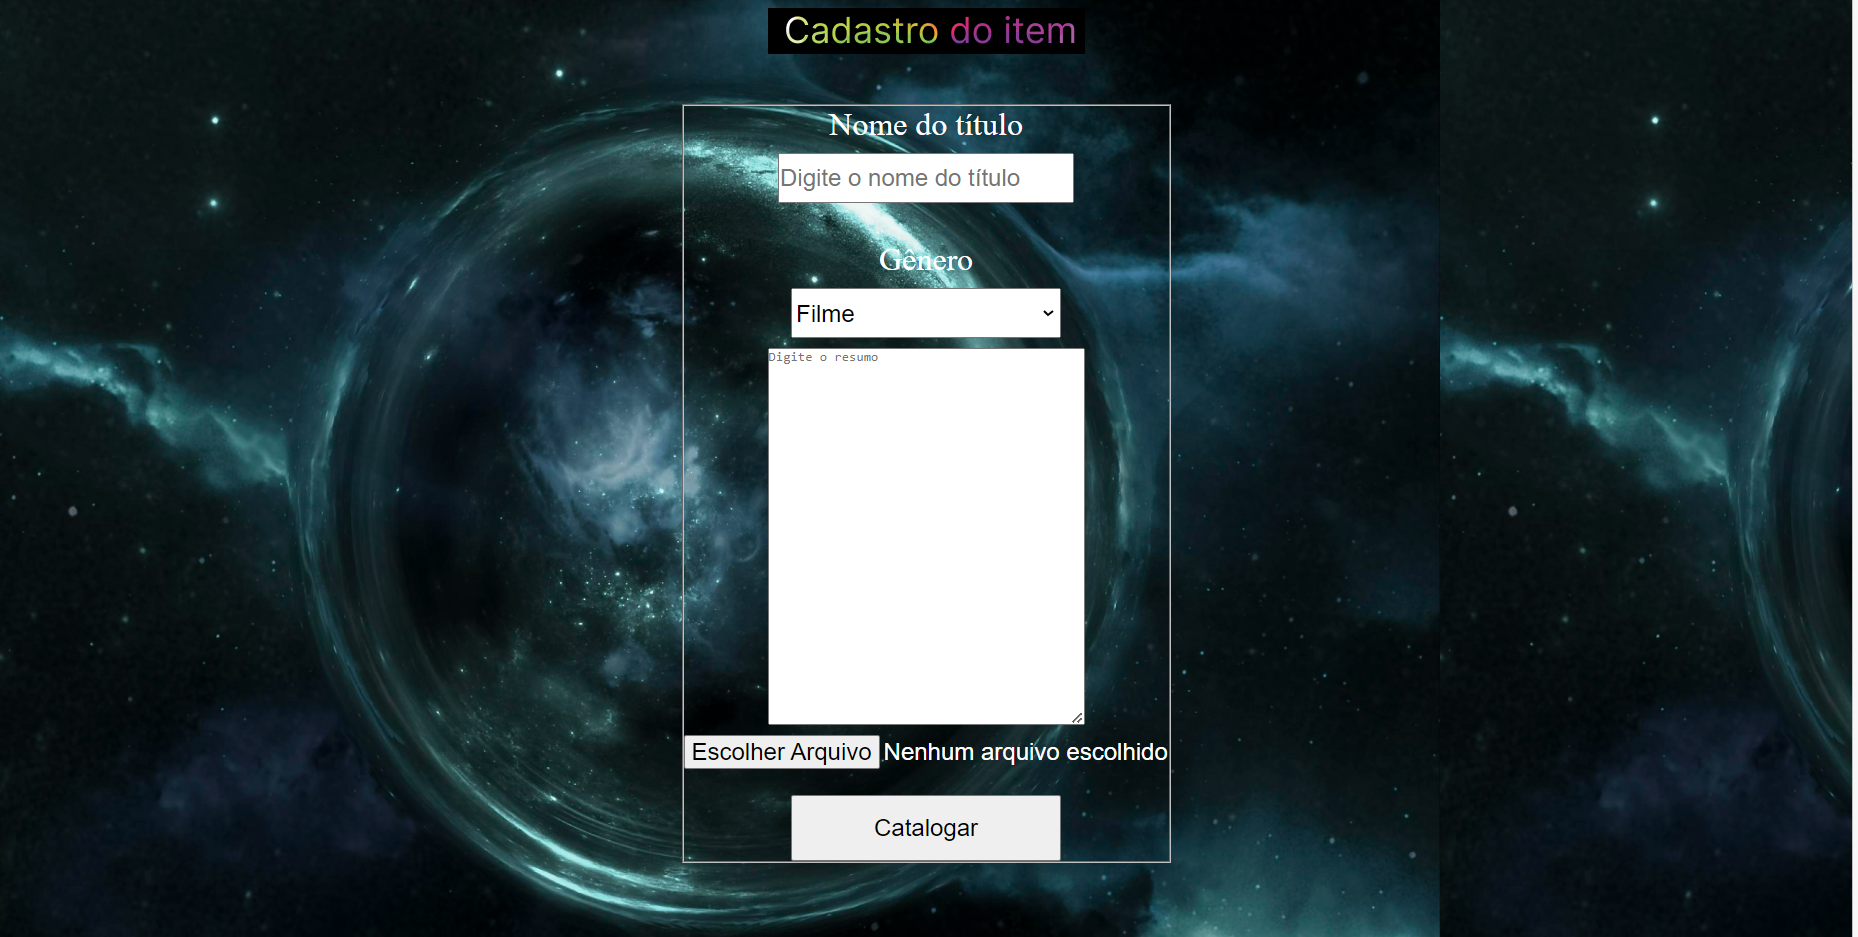 Cadastro do item
Nome do título
Digite o nome do título
Gênero
Filme
Digite o resumo
Escolher Arquivo Nenhum arquivo escolhido
Catalogar